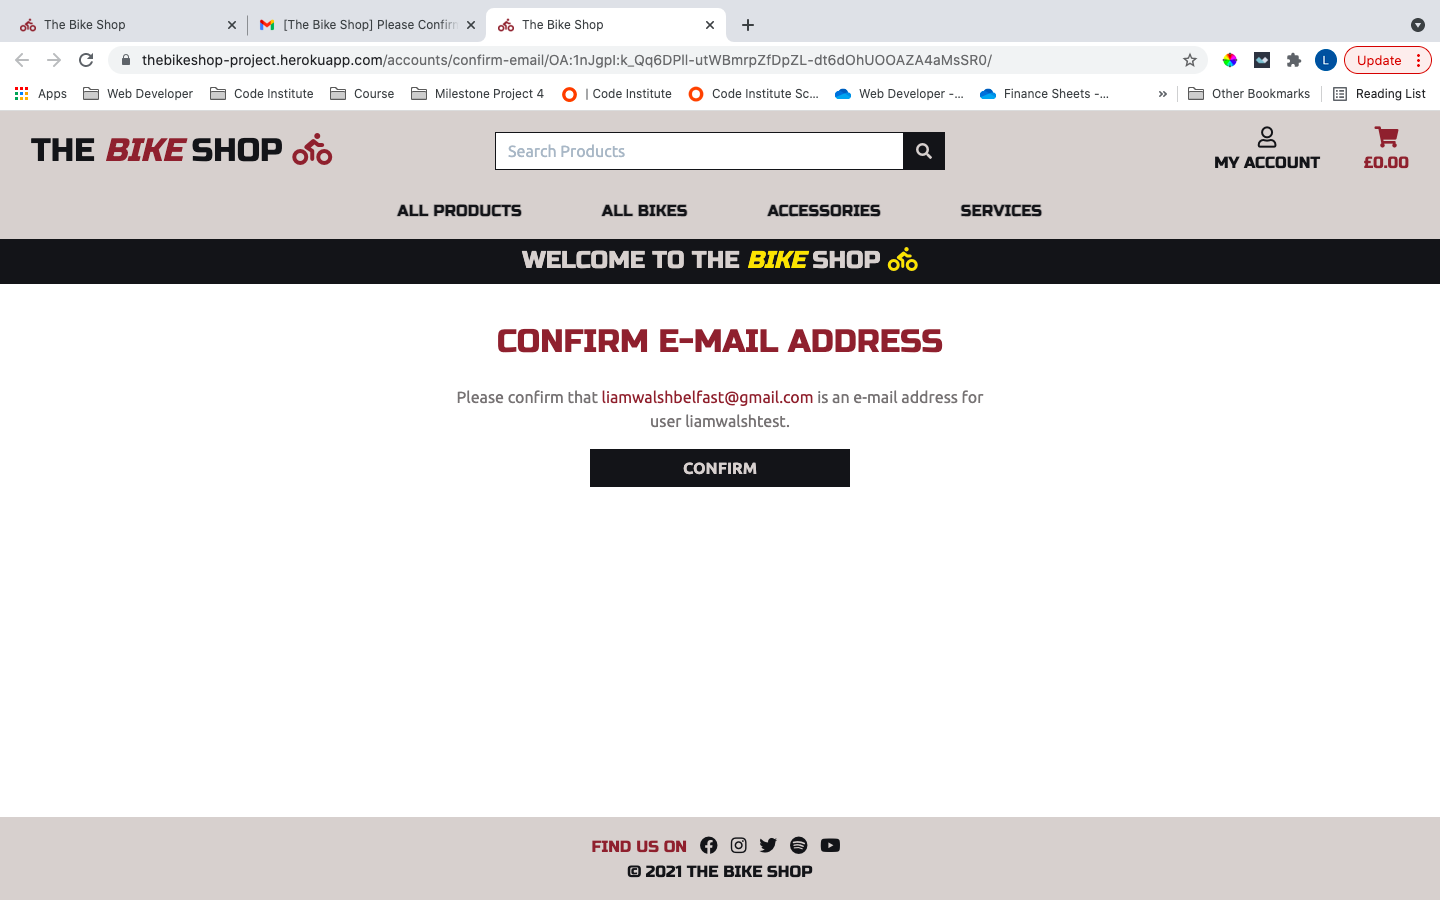 The Bike Shop
[The Bike Shop] Please Confirm
The Bike Shop
thebikeshop-project.herokuapp.com/accounts/confirm-email/OA:1nJgpI:k_Qq6DPlI-utWBmrpZfDpZL-dt6dOhUOOAZA4aMsSR0/
L
Update
Apps
Web Developer
Code Institute
Course
Milestone Project 4
| Code Institute
Code Institute Sc...
Web Developer -...
Finance Sheets -...
»
Other Bookmarks
Reading List
THE BIKE SHOP
Search Products
MY ACCOUNT
£0.00
ALL PRODUCTS
ALL BIKES
ACCESSORIES
SERVICES
WELCOME TO THE BIKE SHOP
CONFIRM E-MAIL ADDRESS
Please confirm that liamwalshbelfast@gmail.com is an e-mail address for
user liamwalshtest.
CONFIRM
FIND US ON
© 2021 THE BIKE SHOP